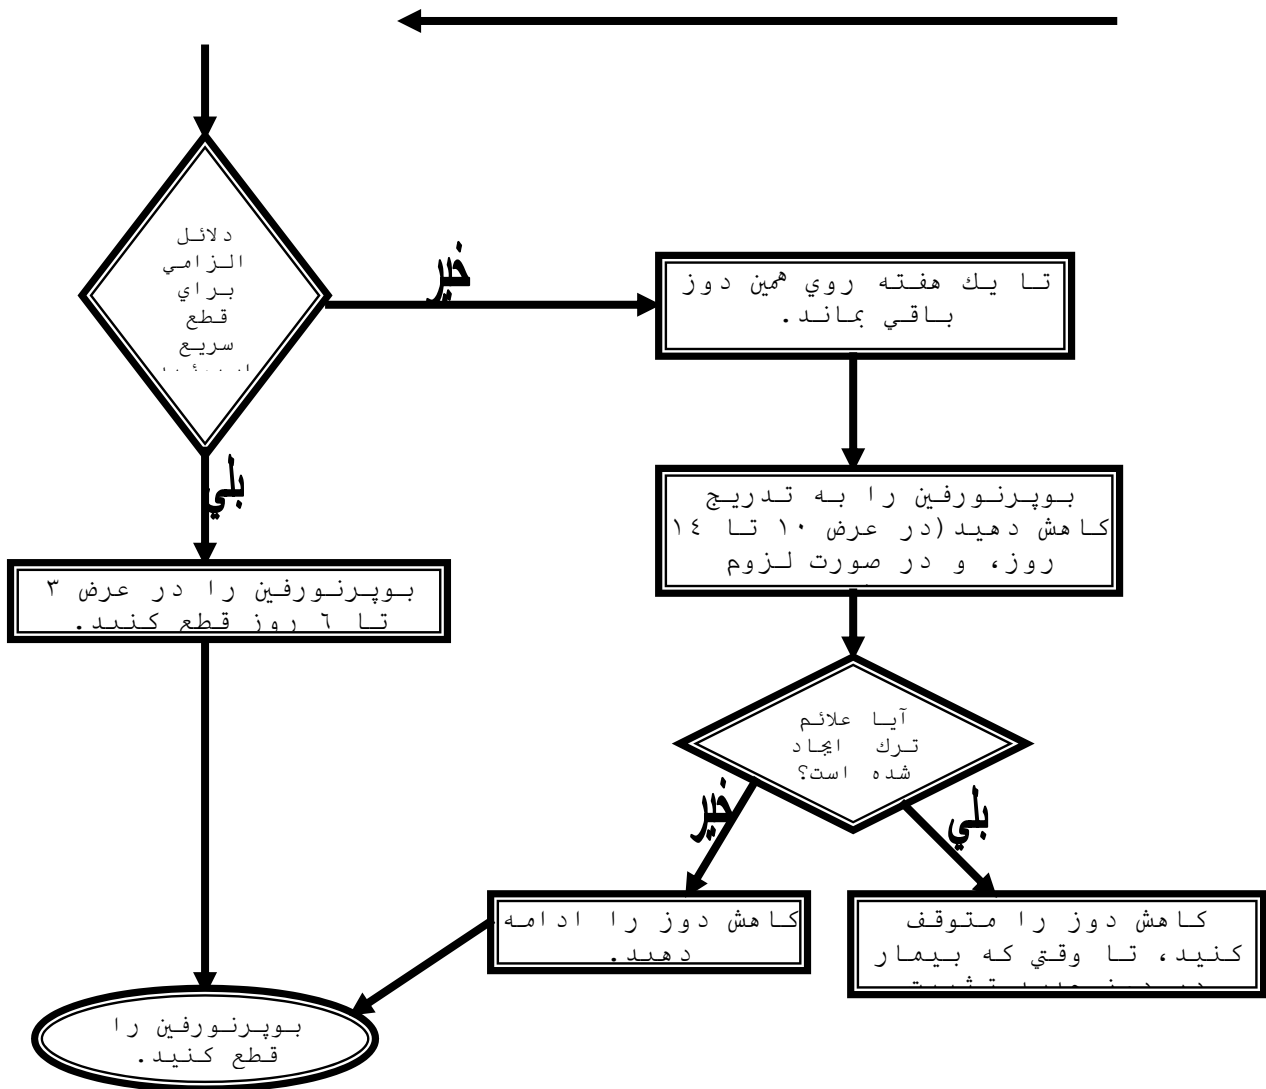 دلائل
الزامي
براي
قطع
سريع
خير
تا يك هفته روي همين دوز
باقي بماند.
بلي
بوپرنورفين را به تدريج
كاهش دهيد(در عرض ١٠ تا ١٤
روز، و در صورت لزوم
بوپرنورفين را در عرض ٣
تا ٦ روز قطع كنيد.
آيا علائم
ترك ايجاد
شده است؟
خير
بلي
كاهش دوز را متوقف
كنيد، تا وقتي كه بيمار
كاهش دوز را ادامه
دهيد.
بوپرنورفين را
قطع كنيد.